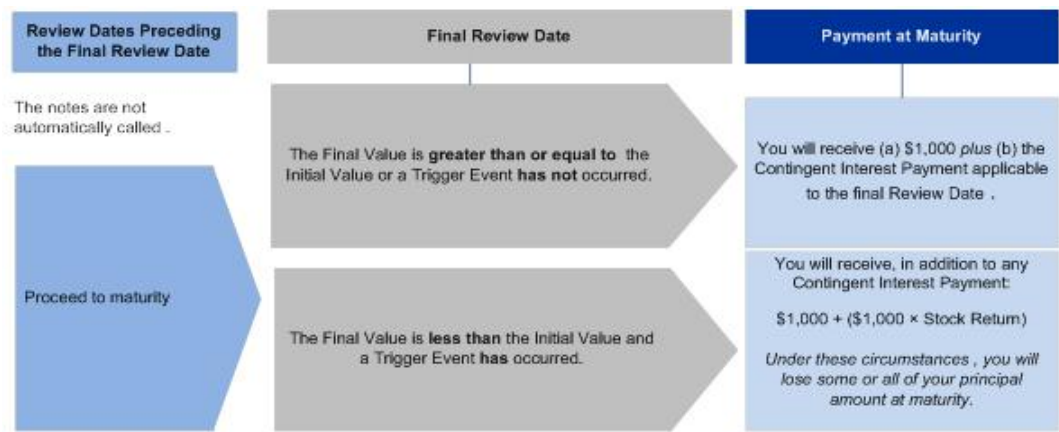 Review Dates Preceding
the Final Review Date
Final Review Date
Payment at Maturity
The notes are not
automatically called .
Proceed to maturity
The Final Value is greater than or equal to the
Initial Value or a Trigger Event has not occurred.
You will receive (a) $1,000 plus (b) the
Contingent Interest Payment applicable
to the final Review Date .
The Final Value is less than the Initial Value and
a Trigger Event has occurred.
You will receive, in addition to any
Contingent Interest Payment:
$1,000 + ($1,000 × Stock Return)
Under these circumstances , you will
lose some or all of your principal
amount at maturity.